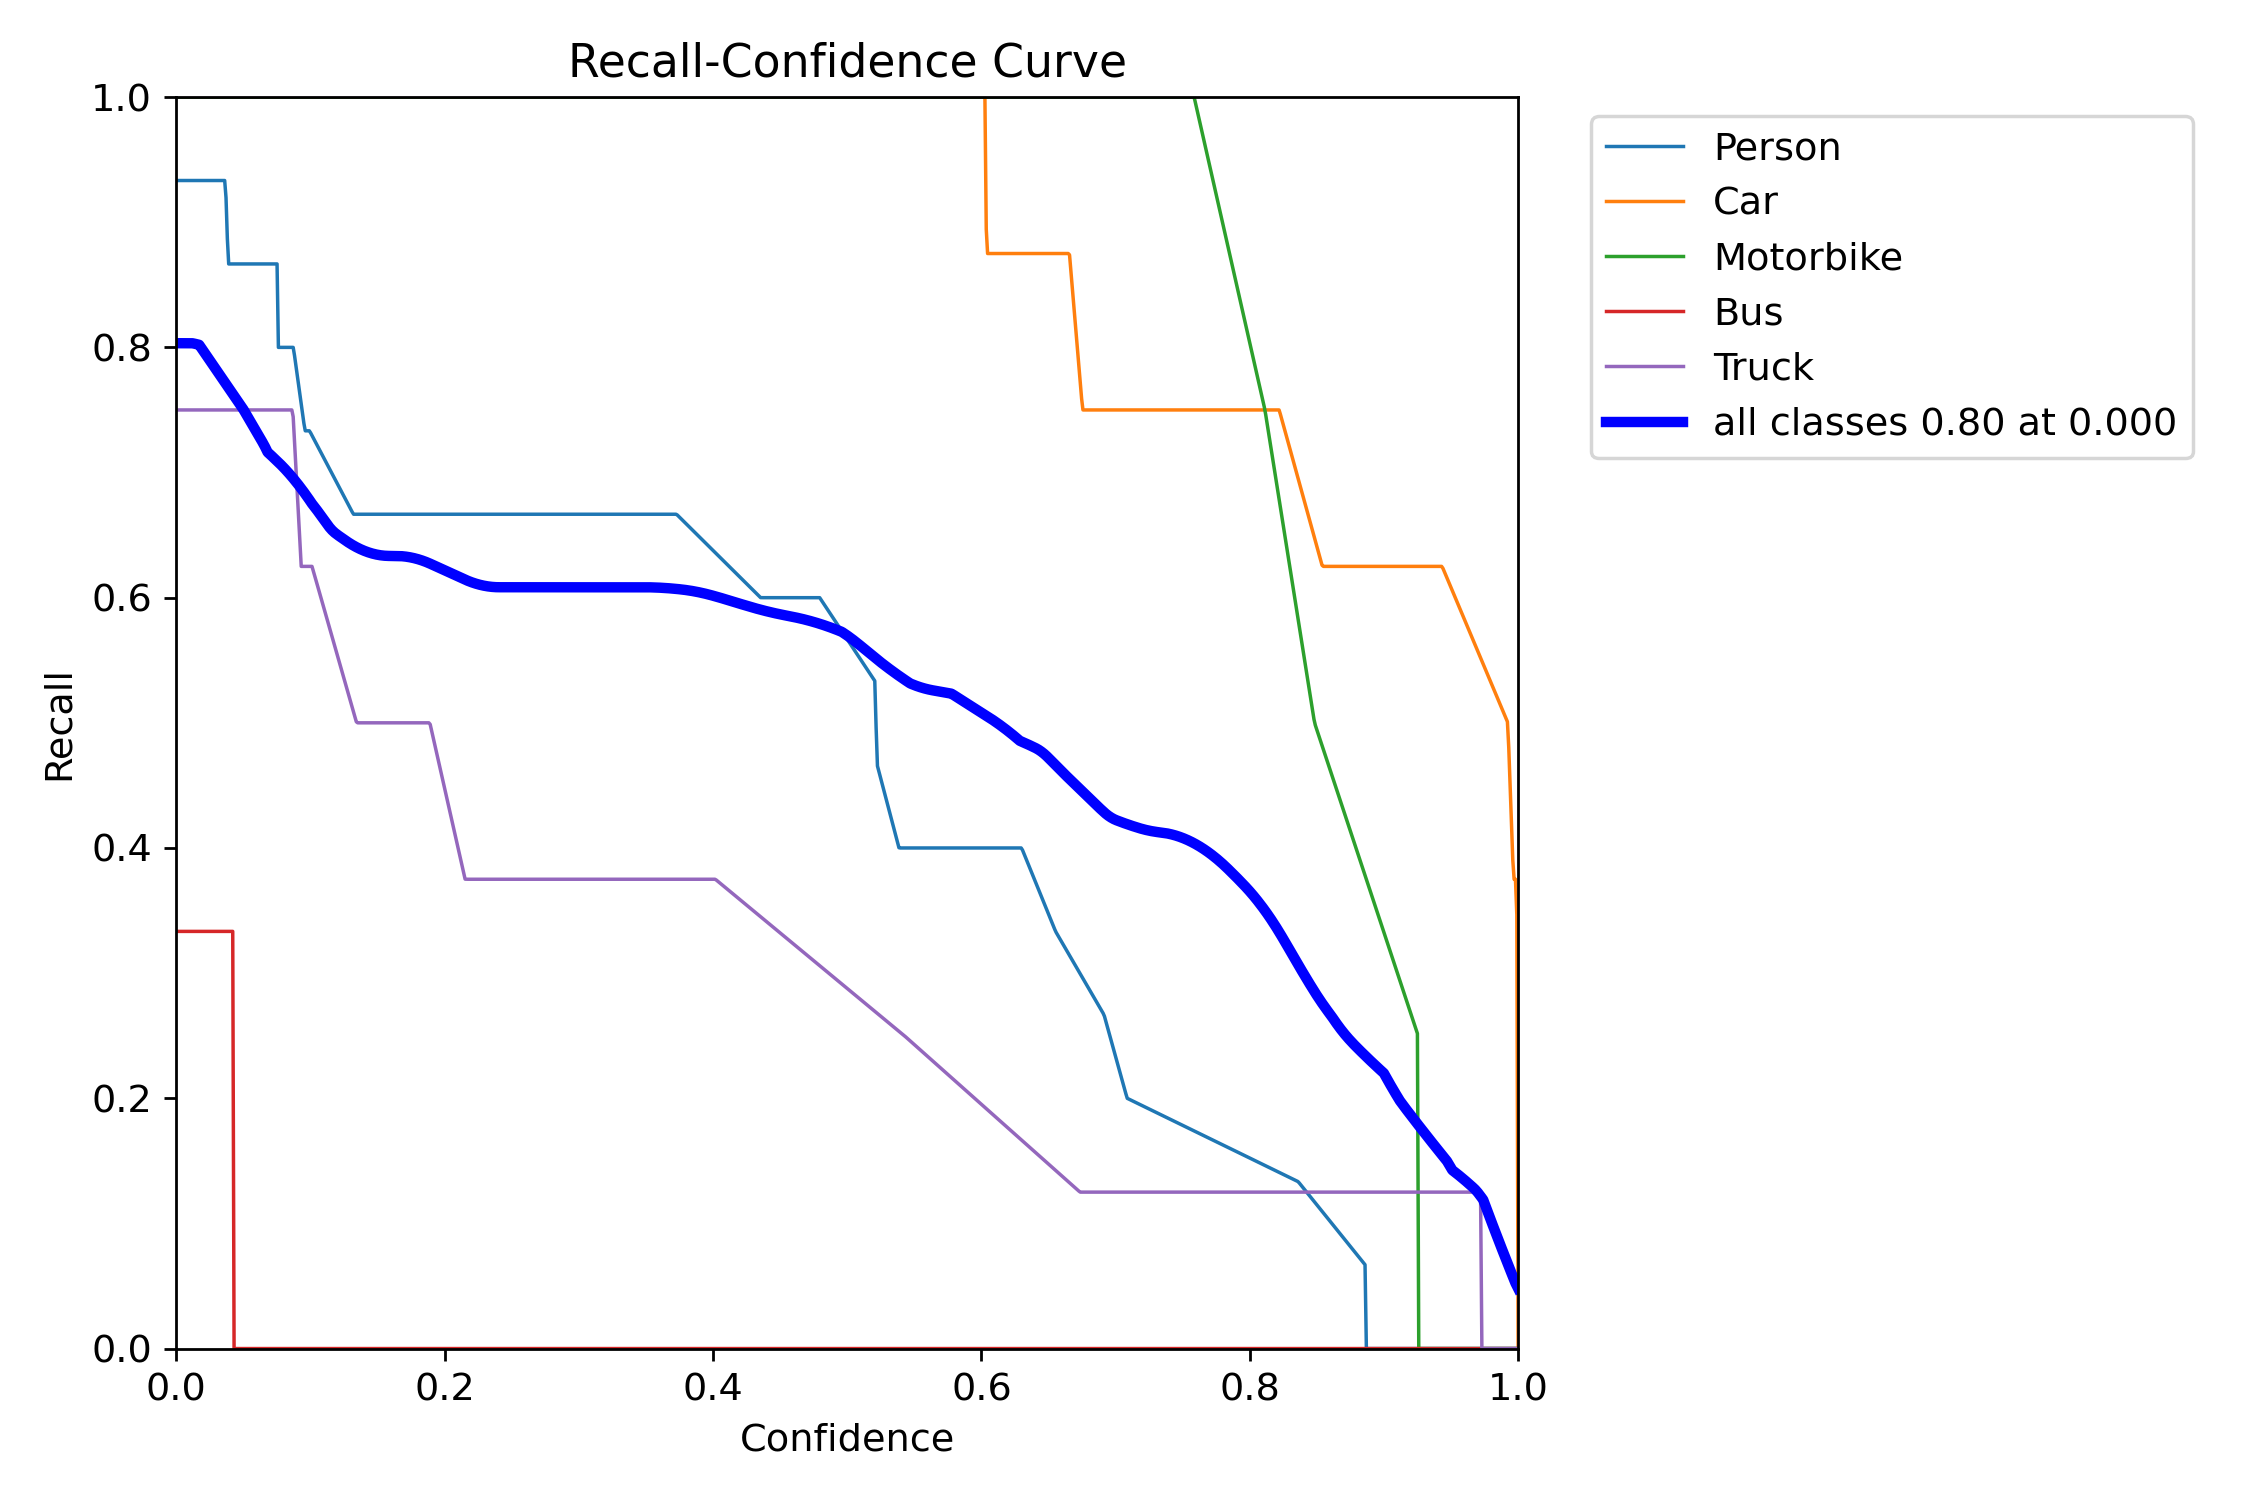 Recall-Confidence Curve
1.0
0.8
0.6
0.4
0.2
0.0
Recall
0.0 0.2 0.4 0.6 0.8 1.0
Confidence
Person
Car
Motorbike
Bus
Truck
all classes 0.80 at 0.000